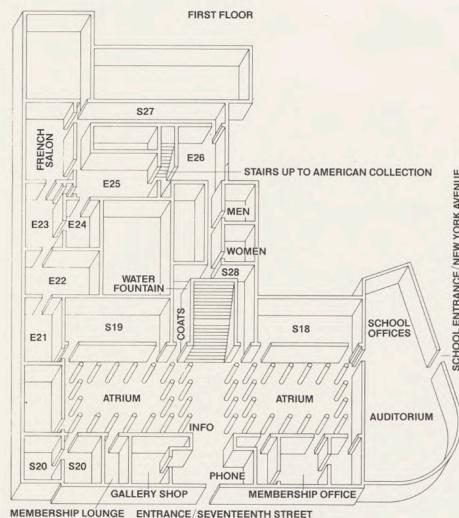 FIRST FLOOR
S27
FRENCH
SALON
E26
STAIRS UP TO AMERICAN COLLECTION
E25
E23
E24
MEN
WOMEN
S28
E22
WATER
FOUNTAIN
COATS
S19
S18
E21
SCHOOL
OFFICES
SCHOOL ENTRANCE/NEW YORK AVENUE
ATRIUM
ATRIUM
AUDITORIUM
INFO
S20
S20
PHONE
GALLERY SHOP
MEMBERSHIP OFFICE
MEMBERSHIP LOUNGE
ENTRANCE/SEVENTEENTH STREET